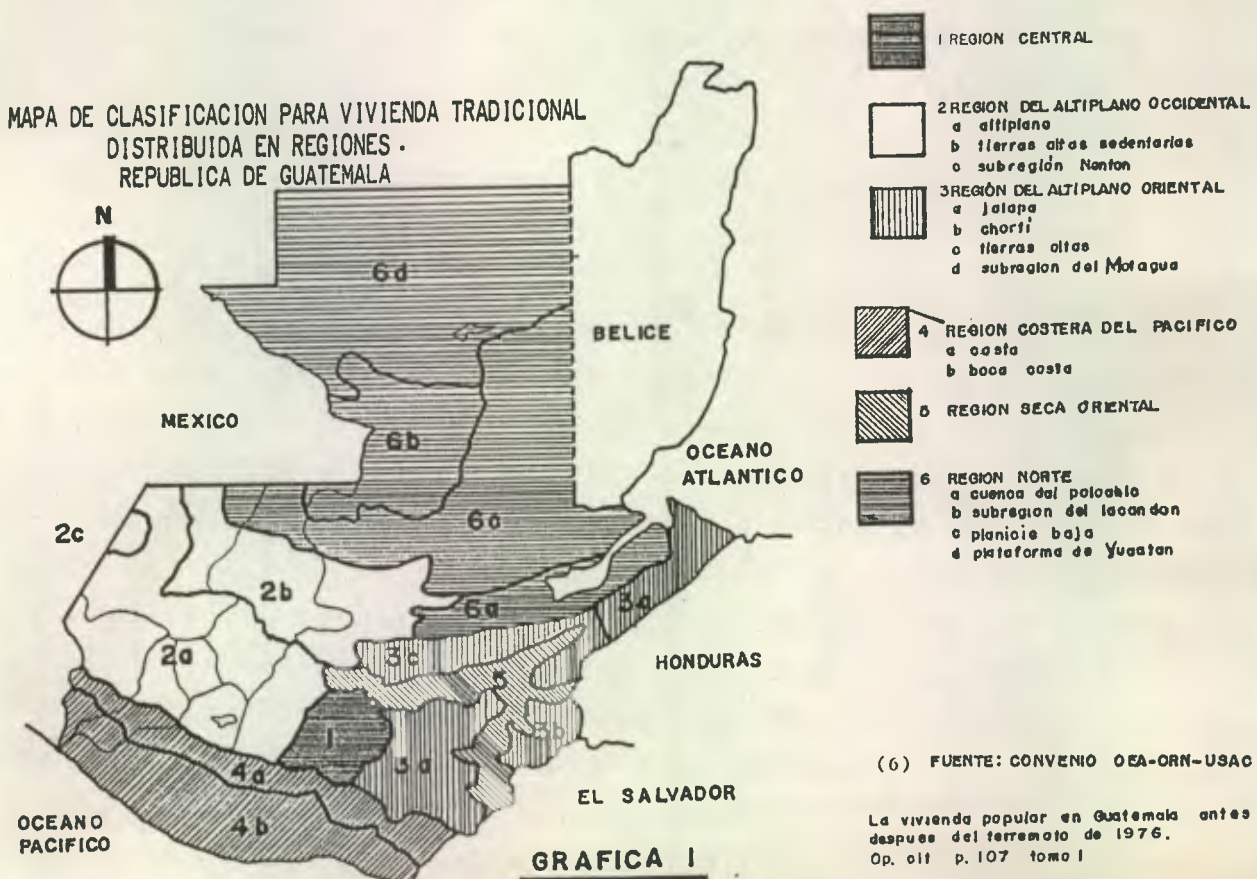 MAPA DE CLASIFICACION PARA VIVIENDA TRADICIONAL
DISTRIBUIDA EN REGIONES.
REPUBLICA DE GUATEMALA
N
6d
BELICE
MEXICO
6b
OCEANO
ATLANTICO
6c
2c
2b
6a
3d
2a
3c
HONDURAS
5
1
3b
3a
4a
EL SALVADOR
4b
OCEANO
PACIFICO
GRAFICA I
1 REGION CENTRAL
2 REGION DEL ALTIPLANO OCCIDENTAL
a altiplano
b tierras altas sedentarias
c subregión Nenton
3 REGIÓN DEL ALTIPLANO ORIENTAL
a jalapa
b chortí
c tierras altas
d subregion del Motagua
4 REGION COSTERA DEL PACIFICO
a costa
b boca costa
5 REGION SECA ORIENTAL
6 REGION NORTE
a cuenca del polochic
b subregion del lacandon
c planicie baja
d plataforma de Yucatan
(6) FUENTE: CONVENIO OEA-CRN-USAC
La vivienda popular en Guatemala antes
despues del terremoto de 1976.
Op. cit p. 107 tomo I